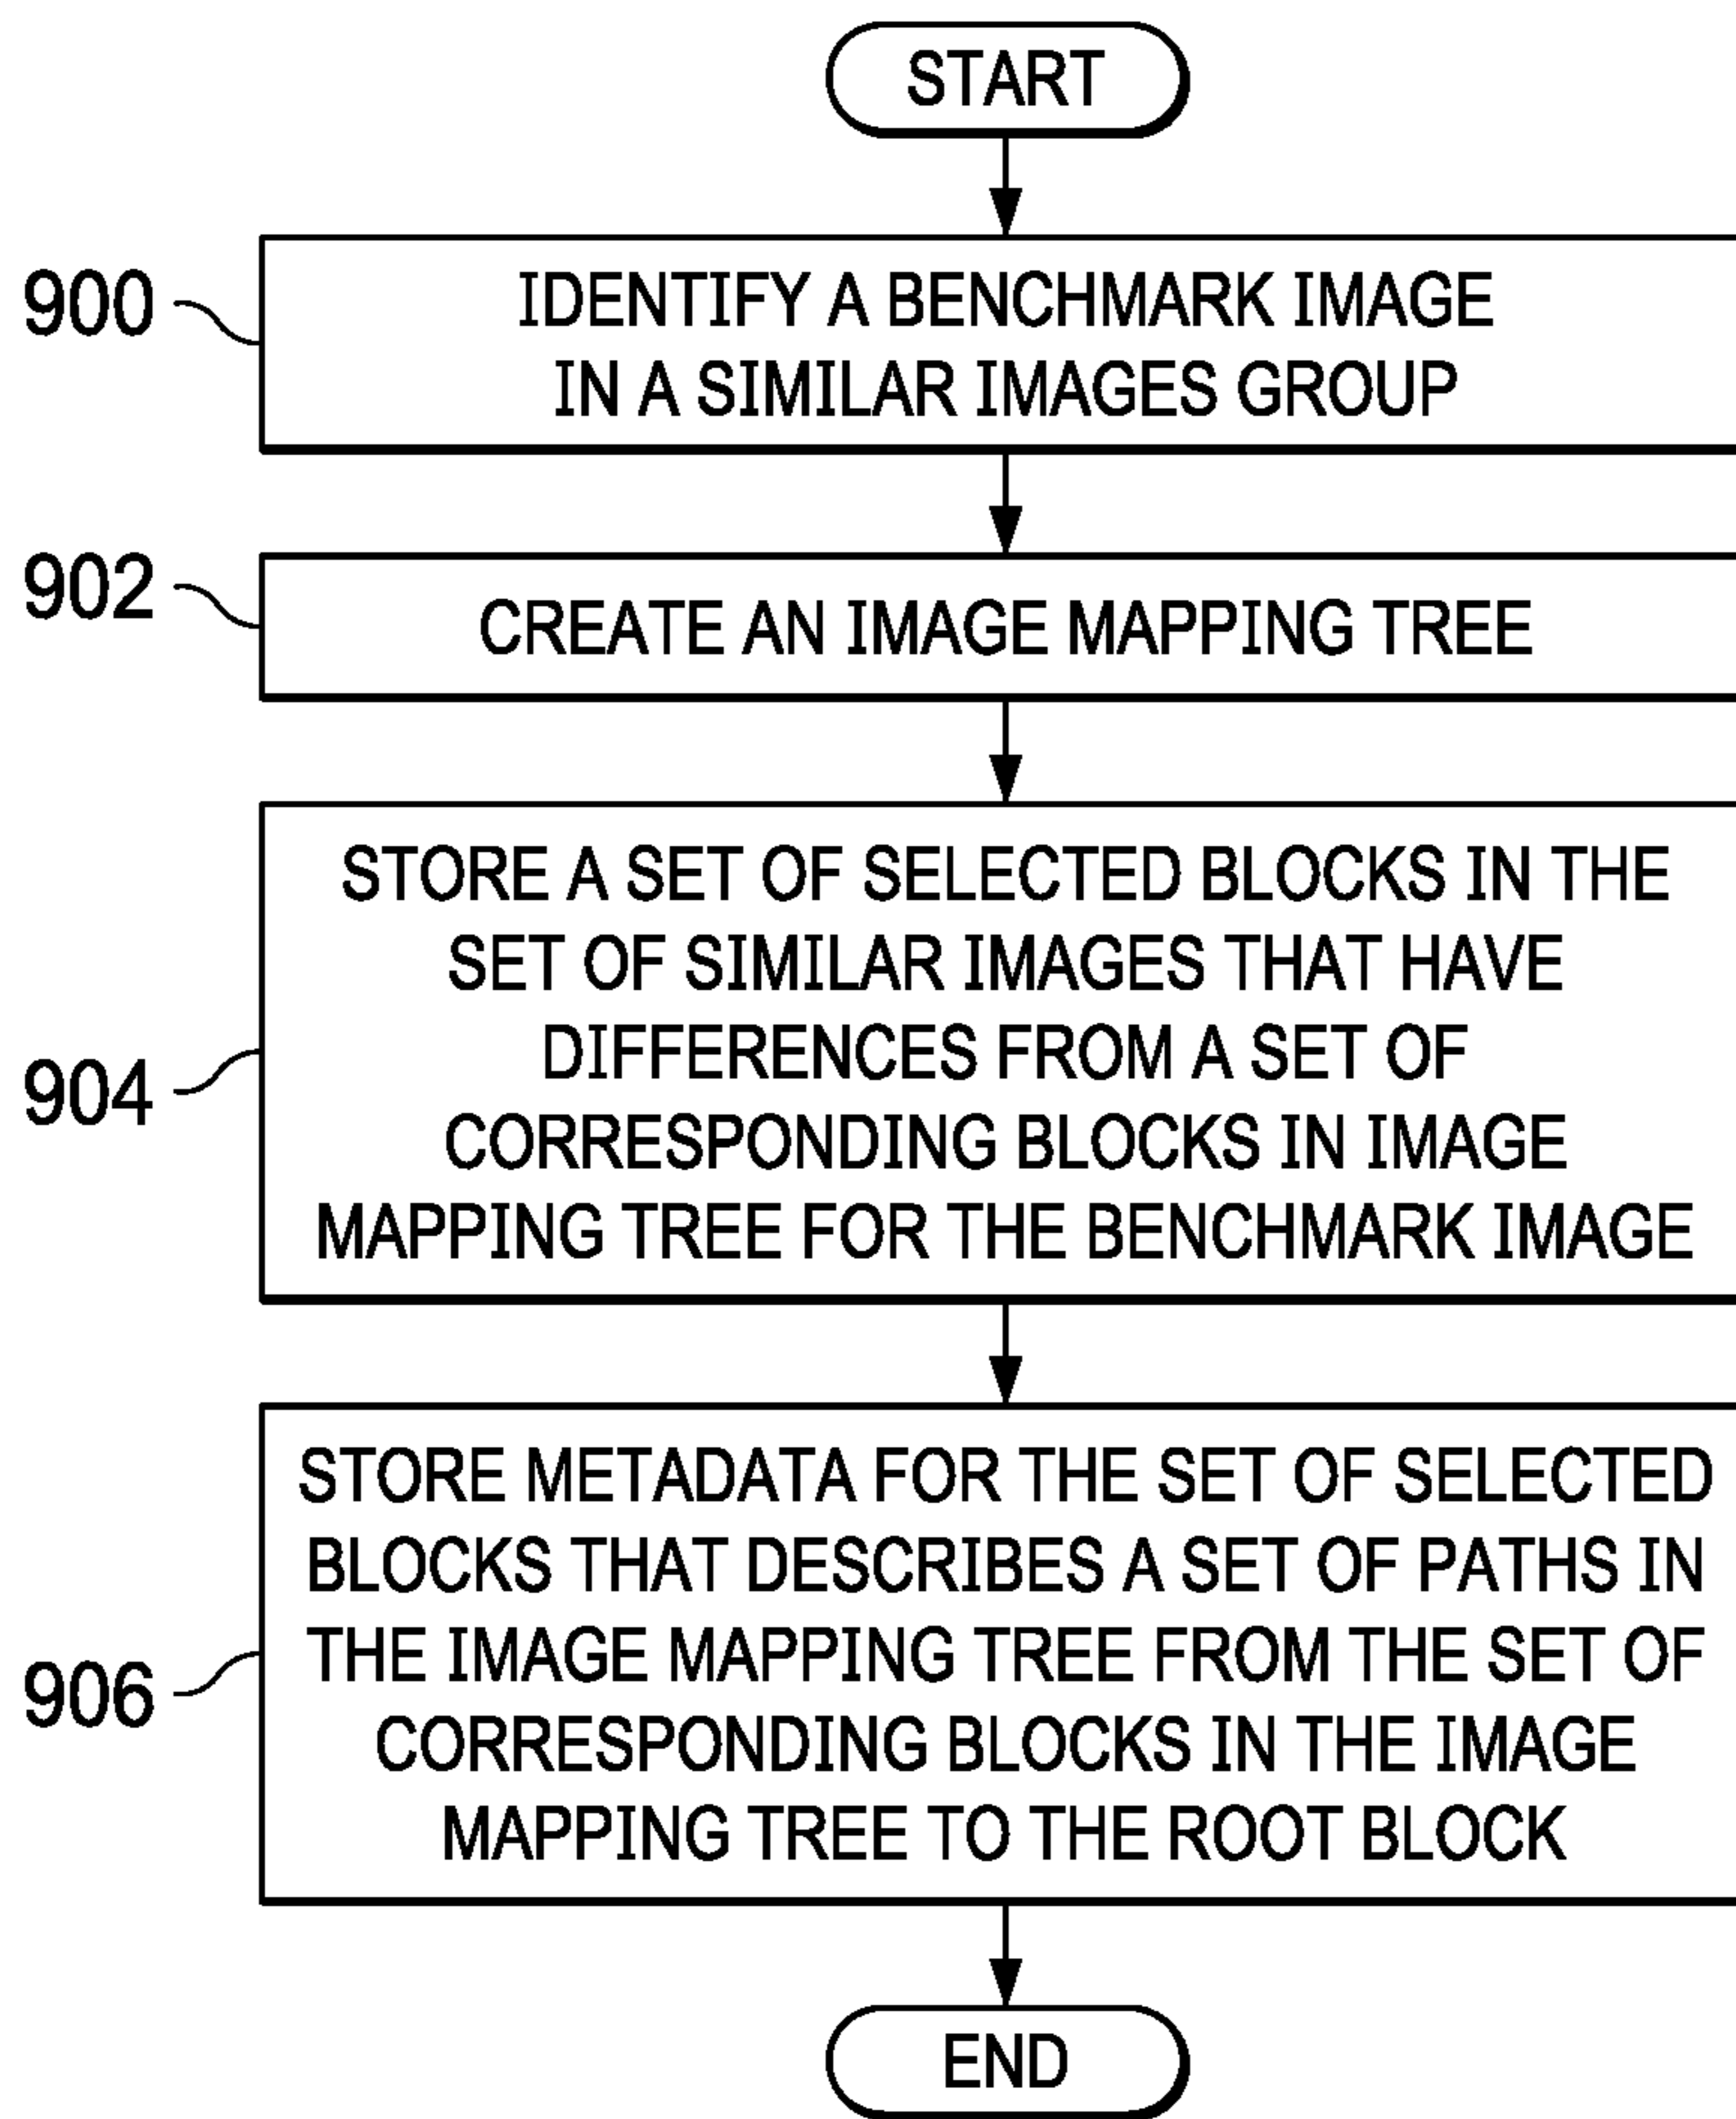 START
900
IDENTIFY A BENCHMARK IMAGE
IN A SIMILAR IMAGES GROUP
902
CREATE AN IMAGE MAPPING TREE
904
STORE A SET OF SELECTED BLOCKS IN THE
SET OF SIMILAR IMAGES THAT HAVE
DIFFERENCES FROM A SET OF
CORRESPONDING BLOCKS IN IMAGE
MAPPING TREE FOR THE BENCHMARK IMAGE
906
STORE METADATA FOR THE SET OF SELECTED
BLOCKS THAT DESCRIBES A SET OF PATHS IN
THE IMAGE MAPPING TREE FROM THE SET OF
CORRESPONDING BLOCKS IN THE IMAGE
MAPPING TREE TO THE ROOT BLOCK
END